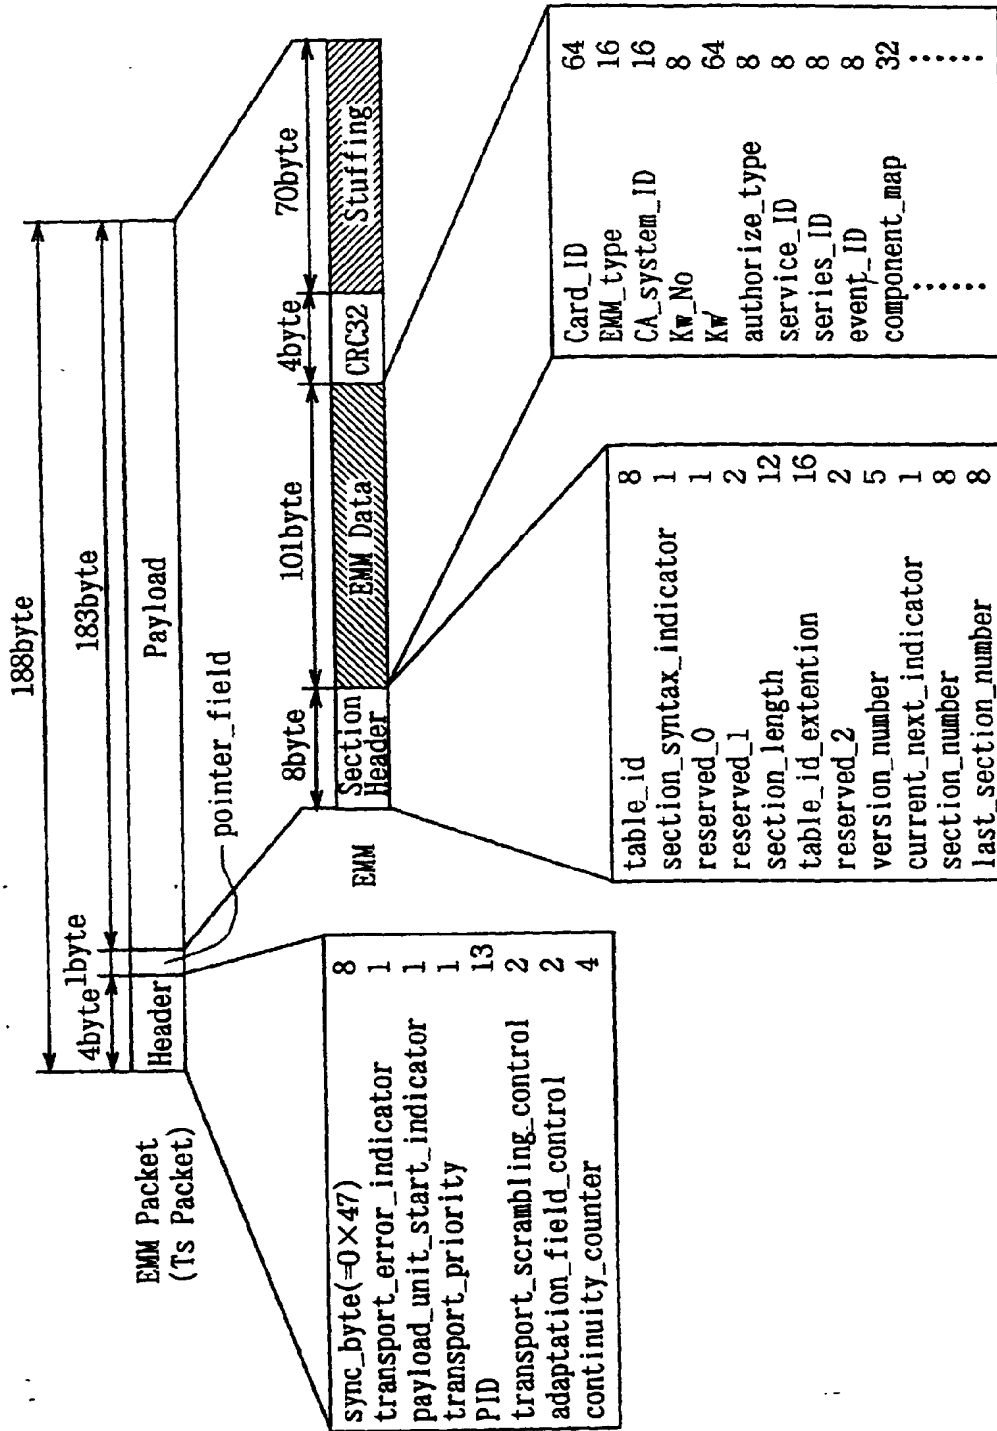 188byte
4byte
1byte
183byte
Header
Payload
pointer_field
EMM Packet
(Ts Packet)
8byte
101byte
4byte
70byte
EMM
Section
Header
EMM Data
CRC32
Stuffing
sync_byte(=0×47) 8
transport_error_indicator 1
payload_unit_start_indicator 1
transport_priority 1
PID 13
transport_scrambling_control 2
adaptation_field_control 2
continuity_counter 4
table_id 8
section_syntax_indicator 1
reserved_0 1
reserved_1 2
section_length 12
table_id_extention 16
reserved_2 2
version_number 5
current_next_indicator 1
section_number 8
last_section_number 8
Card_ID 64
EMM_type 16
CA_system_ID 16
Kw_No 8
Kw 64
authorize_type 8
service_ID 8
series_ID 8
event_ID 8
component_map 32